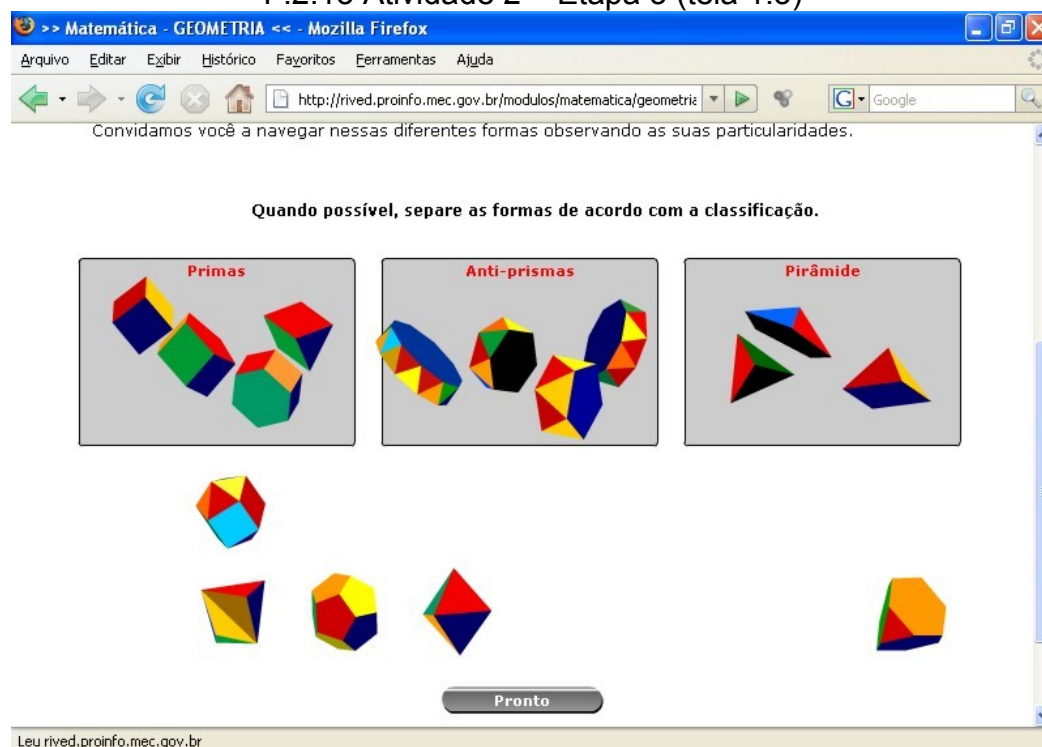 >> Matemática - GEOMETRIA << - Mozilla Firefox
Arquivo Editar Exibir Histórico Favoritos Ferramentas Ajuda
http://rived.proinfo.mec.gov.br/modulos/matematica/geometria
G Google
Convidamos você a navegar nessas diferentes formas observando as suas particularidades.
Quando possível, separe as formas de acordo com a classificação.
Primas Anti-prismas Pirâmide
Pronto
Leu rived.proinfo.mec.gov.br